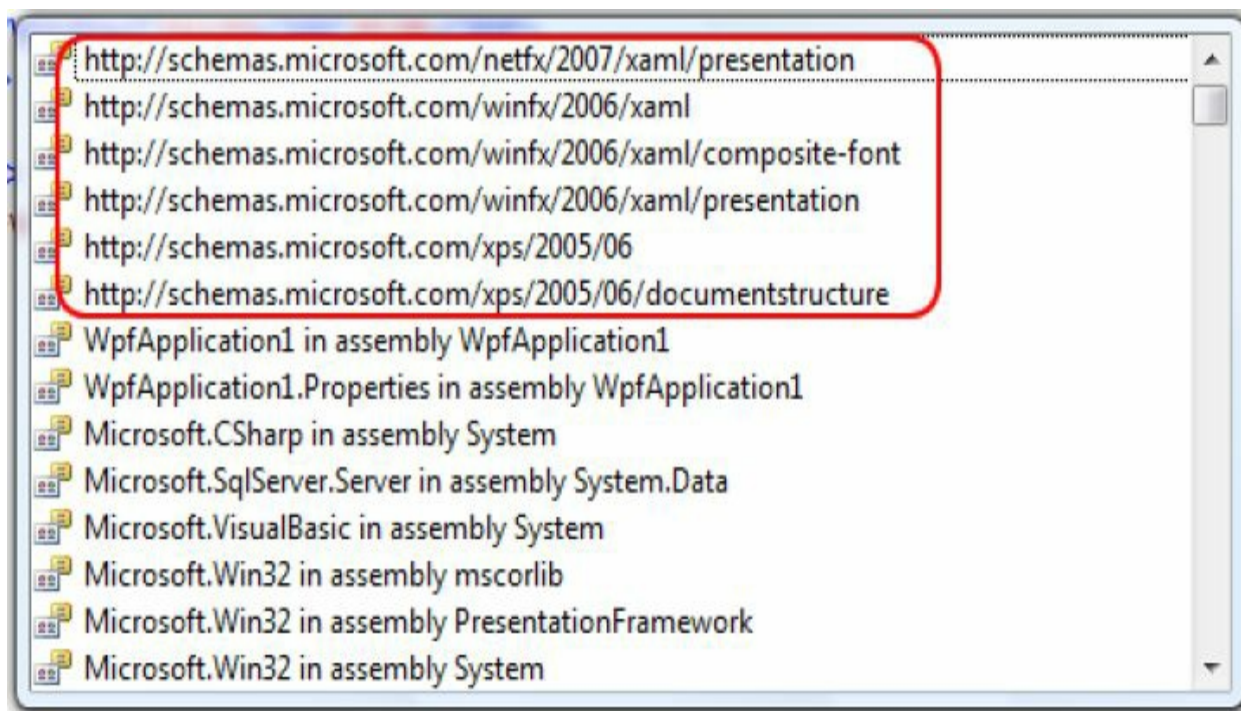 http://schemas.microsoft.com/netfx/2007/xaml/presentation
http://schemas.microsoft.com/winfx/2006/xaml
http://schemas.microsoft.com/winfx/2006/xaml/composite-font
http://schemas.microsoft.com/winfx/2006/xaml/presentation
http://schemas.microsoft.com/xps/2005/06
http://schemas.microsoft.com/xps/2005/06/documentstructure
WpfApplication1 in assembly WpfApplication1
WpfApplication1.Properties in assembly WpfApplication1
Microsoft.CSharp in assembly System
Microsoft.SqlServer.Server in assembly System.Data
Microsoft.VisualBasic in assembly System
Microsoft.Win32 in assembly mscorlib
Microsoft.Win32 in assembly PresentationFramework
Microsoft.Win32 in assembly System